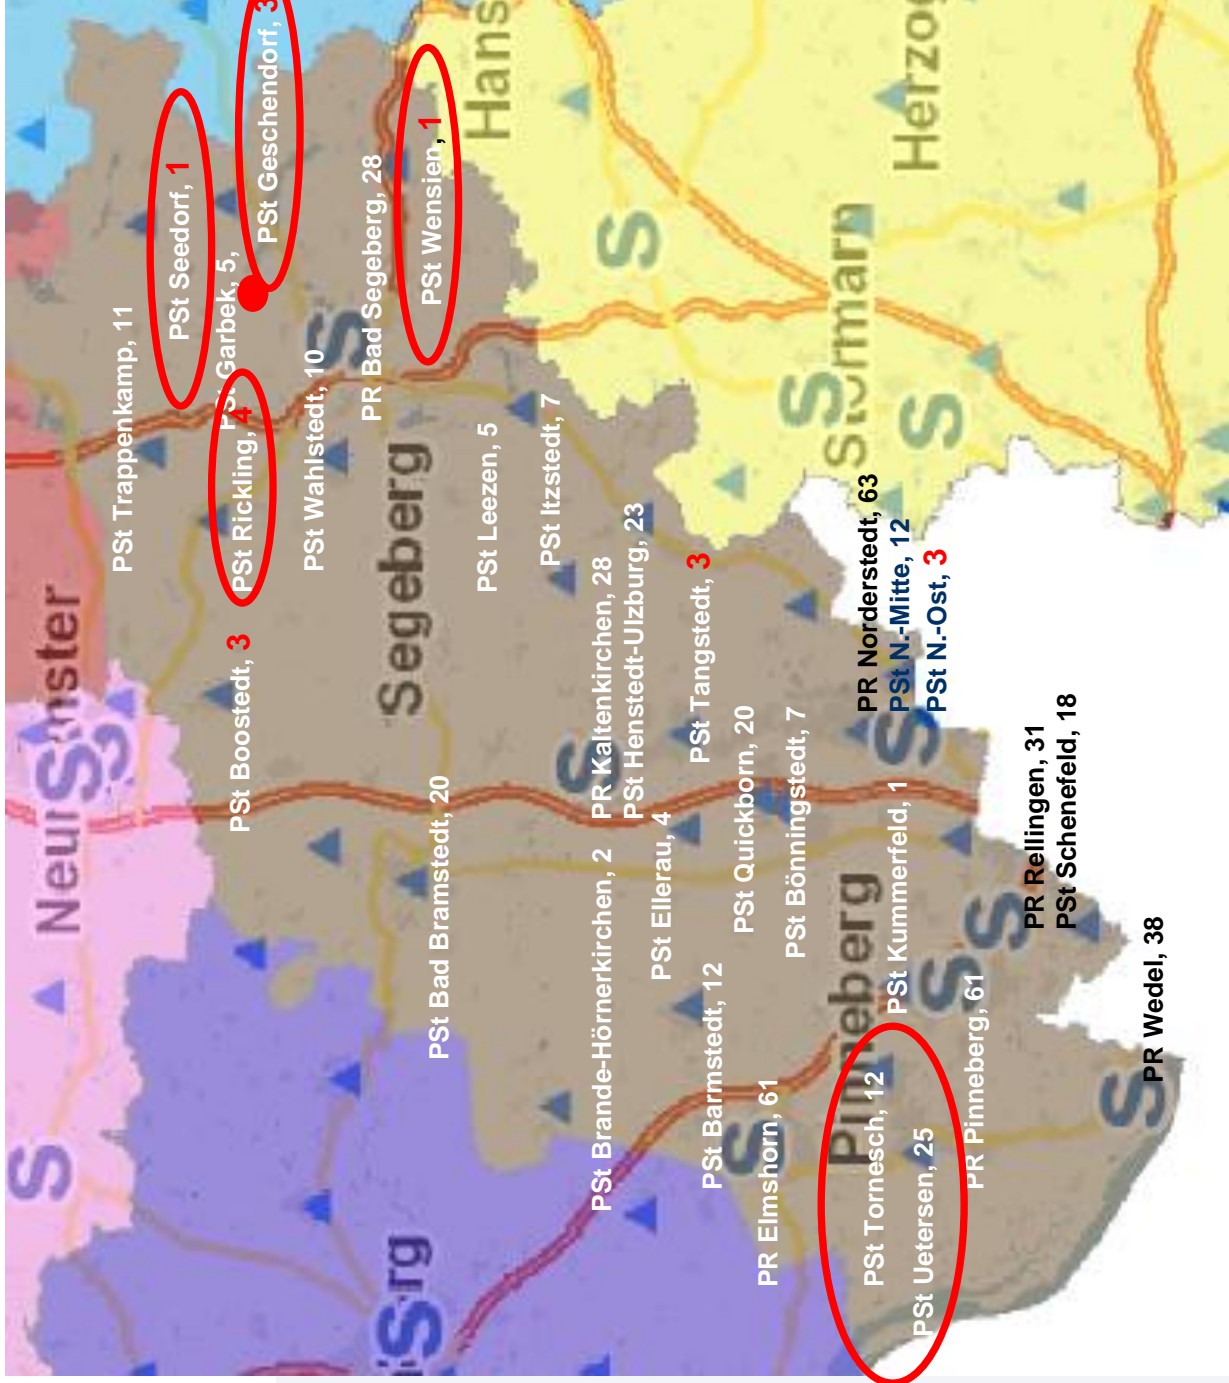 PSt Trappenkamp, 11
PSt Seedorf, 1
PSt Garbek, 5,
PSt Geschendorf, 3
PSt Rickling, 4
PSt Boostedt, 3
PSt Wahlstedt, 10
PR Bad Segeberg, 28
PSt Wensien, 1
Segeberg
PSt Bad Bramstedt, 20
PSt Leezen, 5
PSt Itzstedt, 7
PR Kaltenkirchen, 28
PSt Henstedt-Ulzburg, 23
PSt Brande-Hörnerkirchen, 2
PSt Ellerau, 4
PSt Tangstedt, 3
PSt Barmstedt, 12
PSt Quickborn, 20
PSt Bönningstedt, 7
PR Elmshorn, 61
Pinneberg
PR Norderstedt, 63
PSt N.-Mitte, 12
PSt N.-Ost, 3
PSt Kummerfeld, 1
PSt Tornesch, 12
PSt Uetersen, 25
PR Pinneberg, 61
PR Rellingen, 31
PSt Schenefeld, 18
PR Wedel, 38
Stormarn
Hans
Herzog
S
S
S
S
S
S
S
S
S
S
S